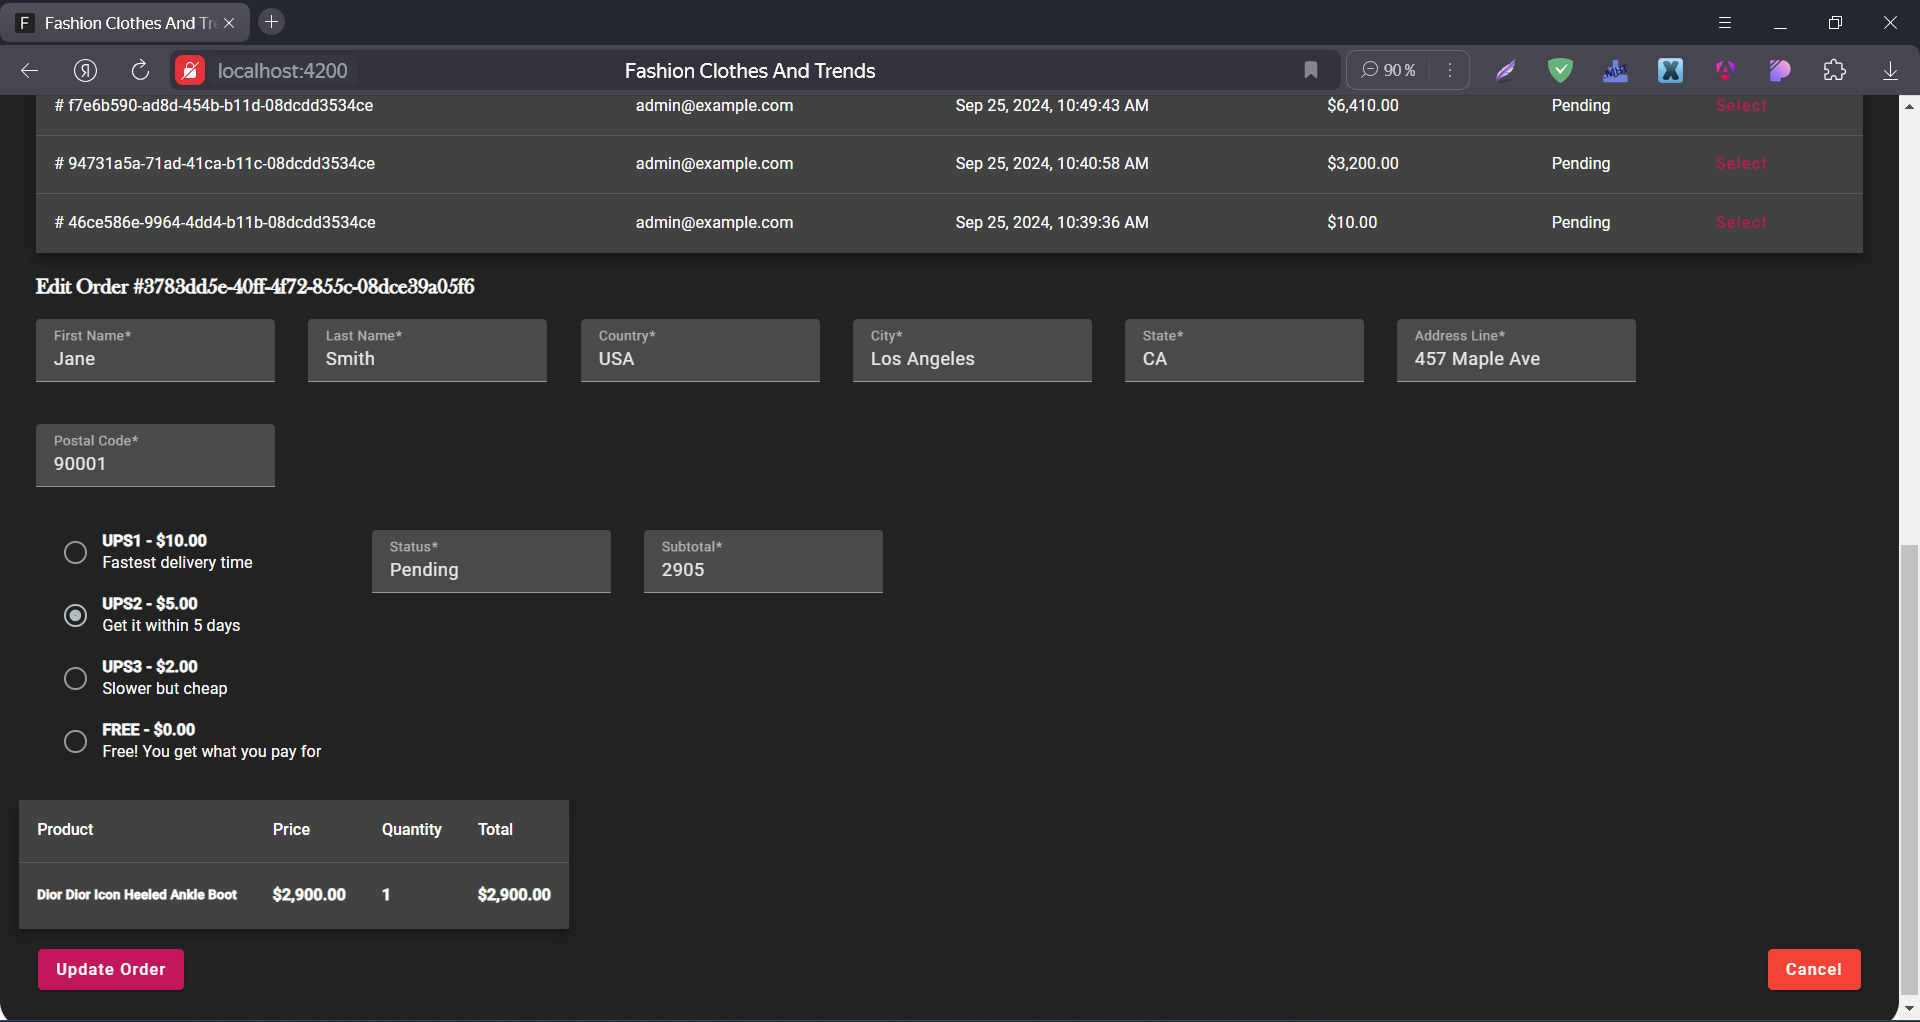 F Fashion Clothes And Tr
localhost:4200 Fashion Clothes And Trends 90 %
# f7e6b590-ad8d-454b-b11d-08dcdd3534ce admin@example.com Sep 25, 2024, 10:49:43 AM $6,410.00 Pending Select
# 94731a5a-71ad-41ca-b11c-08dcdd3534ce admin@example.com Sep 25, 2024, 10:40:58 AM $3,200.00 Pending Select
# 46ce586e-9964-4dd4-b11b-08dcdd3534ce admin@example.com Sep 25, 2024, 10:39:36 AM $10.00 Pending Select
Edit Order #3783dd5e-40ff-4f72-855c-08dce39a05f6
First Name* Last Name* Country* City* State* Address Line*
Jane Smith USA Los Angeles CA 457 Maple Ave
Postal Code*
90001
UPS1 - $10.00
Fastest delivery time
UPS2 - $5.00
Get it within 5 days
UPS3 - $2.00
Slower but cheap
FREE - $0.00
Free! You get what you pay for
Status* Subtotal*
Pending 2905
Product Price Quantity Total
Dior Dior Icon Heeled Ankle Boot $2,900.00 1 $2,900.00
Update Order Cancel